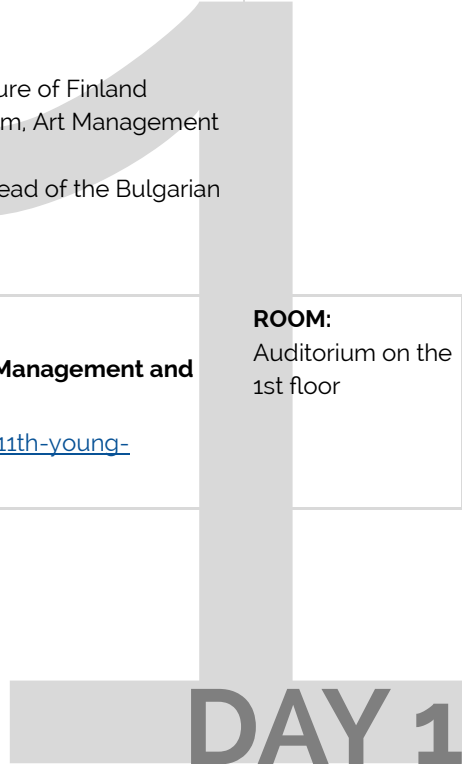 ure of Finland
m, Art Management
ead of the Bulgarian
ROOM:
Auditorium on the
1st floor
Management and
11th-young-
DAY 1